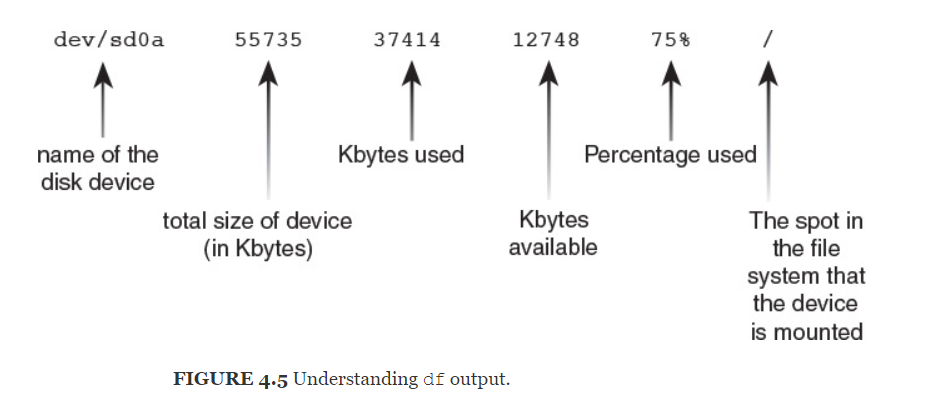 dev/sd0a 55735 37414 12748 75% /
name of the
disk device
total size of device
(in Kbytes)
Kbytes used
Kbytes
available
Percentage used
The spot in
the file
system that
the device
is mounted
FIGURE 4.5 Understanding df output.